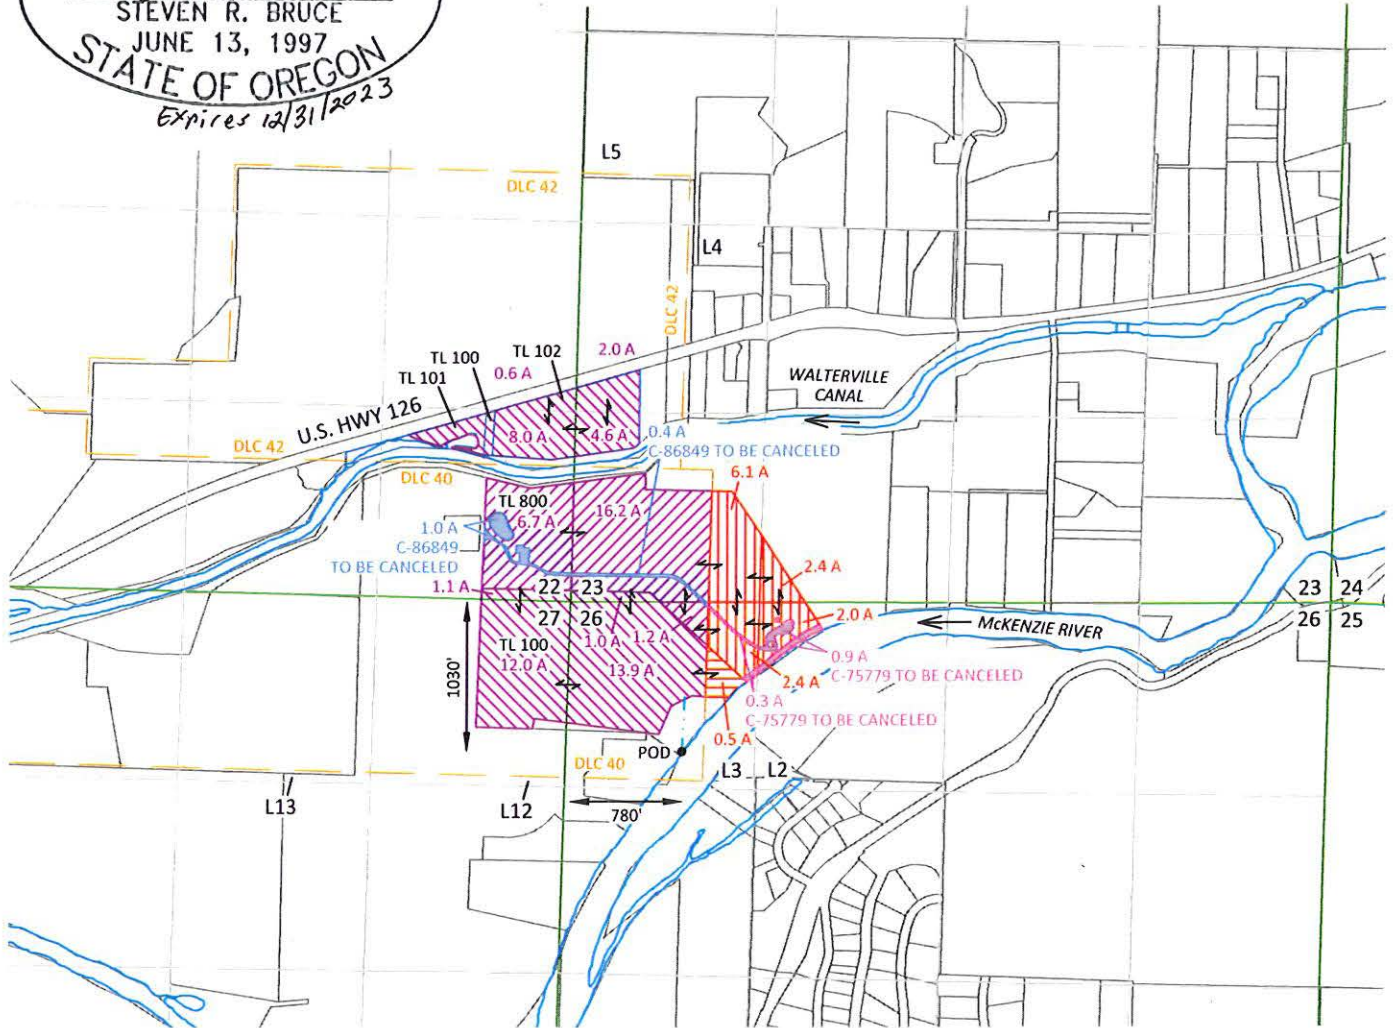 STEVEN R. BRUCE
JUNE 13, 1997
STATE OF OREGON
Expires 12/31/2023
L5
DLC 42
L4
DLC 42
2.0 A
TL 102
TL 100
0.6 A
TL 101
WALTERVILLE
CANAL
U.S. HWY 126
8.0 A
4.6 A
0.4 A
C-86849 TO BE CANCELED
DLC 42
DLC 40
6.1 A
TL 800
6.7 A
16.2 A
1.0 A
C-86849
TO BE CANCELED
2.4 A
1.1 A
22
23
23
24
27
26
26
25
2.0 A
McKENZIE RIVER
1.0 A
1.2 A
TL 100
12.0 A
13.9 A
0.9 A
C-75779 TO BE CANCELED
2.4 A
0.3 A
C-75779 TO BE CANCELED
0.5 A
1030'
POD
DLC 40
L3
L2
L13
L12
780'